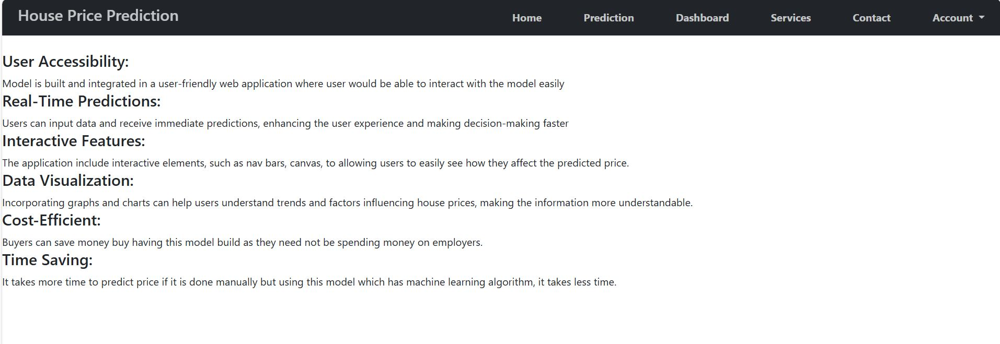 House Price Prediction
Home Prediction Dashboard Services Contact Account
User Accessibility:
Model is built and integrated in a user-friendly web application where user would be able to interact with the model easily
Real-Time Predictions:
Users can input data and receive immediate predictions, enhancing the user experience and making decision-making faster
Interactive Features:
The application include interactive elements, such as nav bars, canvas, to allowing users to easily see how they affect the predicted price.
Data Visualization:
Incorporating graphs and charts can help users understand trends and factors influencing house prices, making the information more understandable.
Cost-Efficient:
Buyers can save money buy having this model build as they need not be spending money on employers.
Time Saving:
It takes more time to predict price if it is done manually but using this model which has machine learning algorithm, it takes less time.